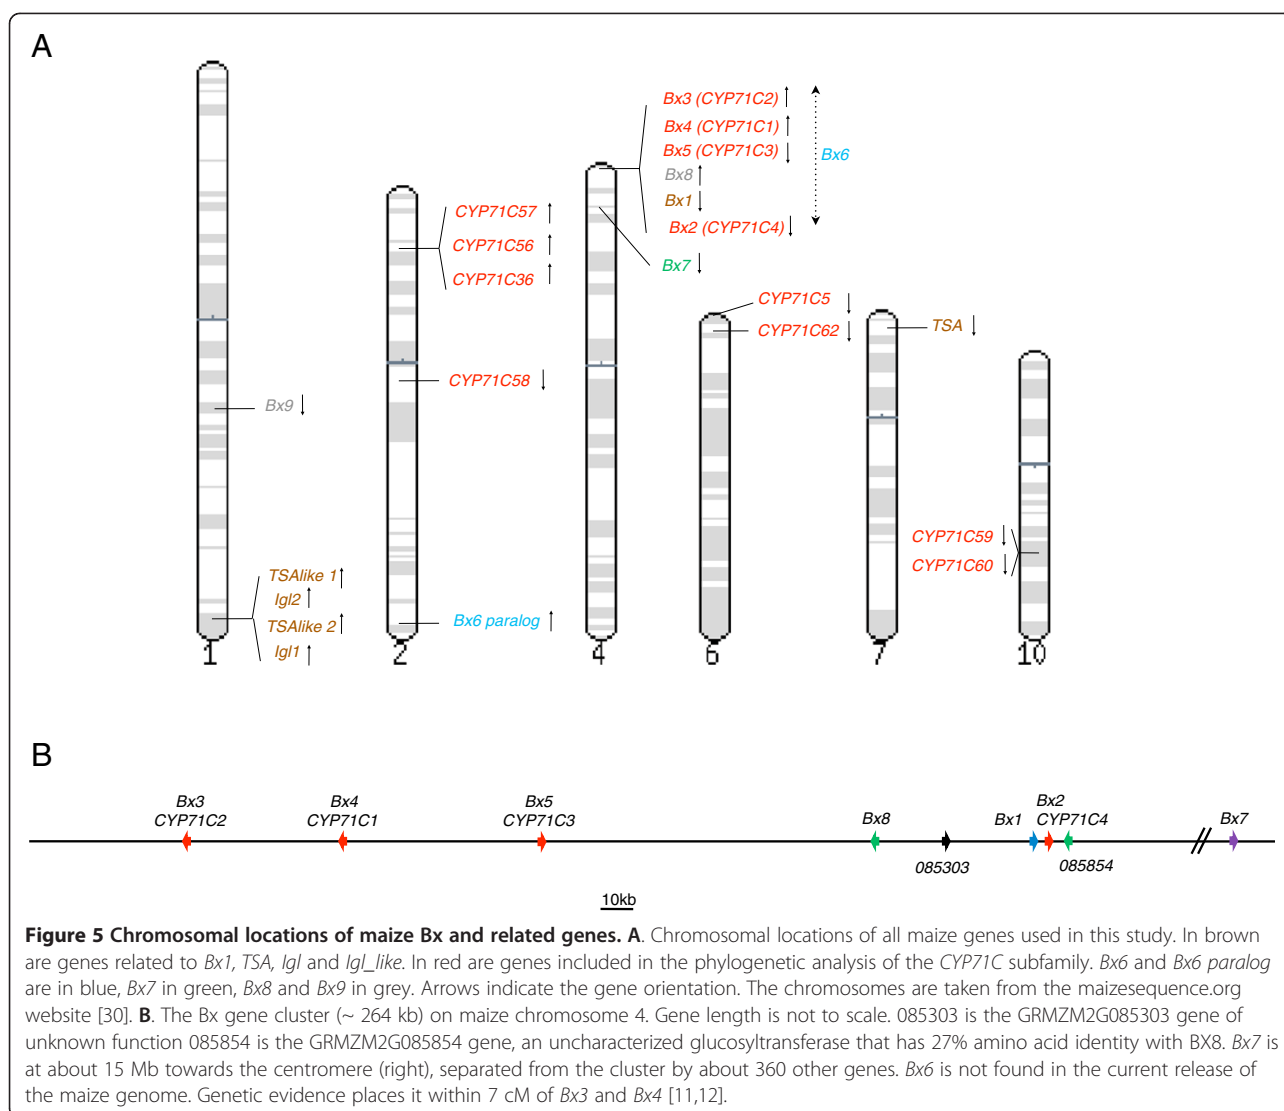 A
Bx3 (CYP71C2)
Bx4 (CYP71C1)
Bx5 (CYP71C3)
Bx6
Bx8
Bx1
Bx2 (CYP71C4)
Bx7
CYP71C57
CYP71C56
CYP71C36
CYP71C5
CYP71C62
TSA
CYP71C58
Bx9
CYP71C59
CYP71C60
TSAlike 1
Igl2
TSAlike 2
Igl1
Bx6 paralog
1 2 4 6 7 10
B
Bx3 Bx4 Bx5 Bx2
CYP71C2 CYP71C1 CYP71C3 Bx8 Bx1 CYP71C4 Bx7
085303 085854
10kb
Figure 5 Chromosomal locations of maize Bx and related genes. A. Chromosomal locations of all maize genes used in this study. In brown
are genes related to Bx1, TSA, Igl and Igl_like. In red are genes included in the phylogenetic analysis of the CYP71C subfamily. Bx6 and Bx6 paralog
are in blue, Bx7 in green, Bx8 and Bx9 in grey. Arrows indicate the gene orientation. The chromosomes are taken from the maizesequence.org
website [30]. B. The Bx gene cluster (~ 264 kb) on maize chromosome 4. Gene length is not to scale. 085303 is the GRMZM2G085303 gene of
unknown function 085854 is the GRMZM2G085854 gene, an uncharacterized glucosyltransferase that has 27% amino acid identity with BX8. Bx7 is
at about 15 Mb towards the centromere (right), separated from the cluster by about 360 other genes. Bx6 is not found in the current release of
the maize genome. Genetic evidence places it within 7 cM of Bx3 and Bx4 [11,12].